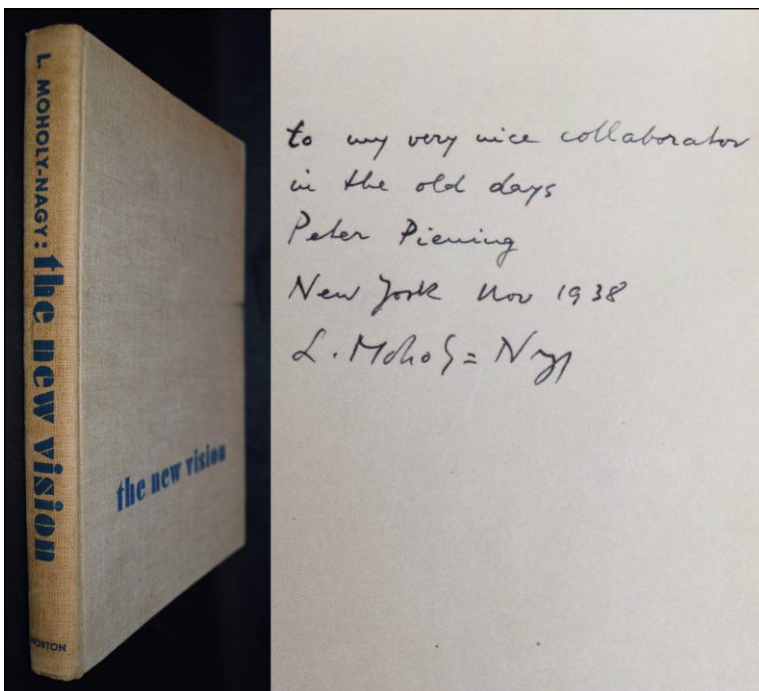 L. MOHOLY-NAGY: the new vision
NORTON
the new vision
to my very nice collaborator
in the old days
Peter Piening
New York Nov 1938
L. Moholy=Nagy